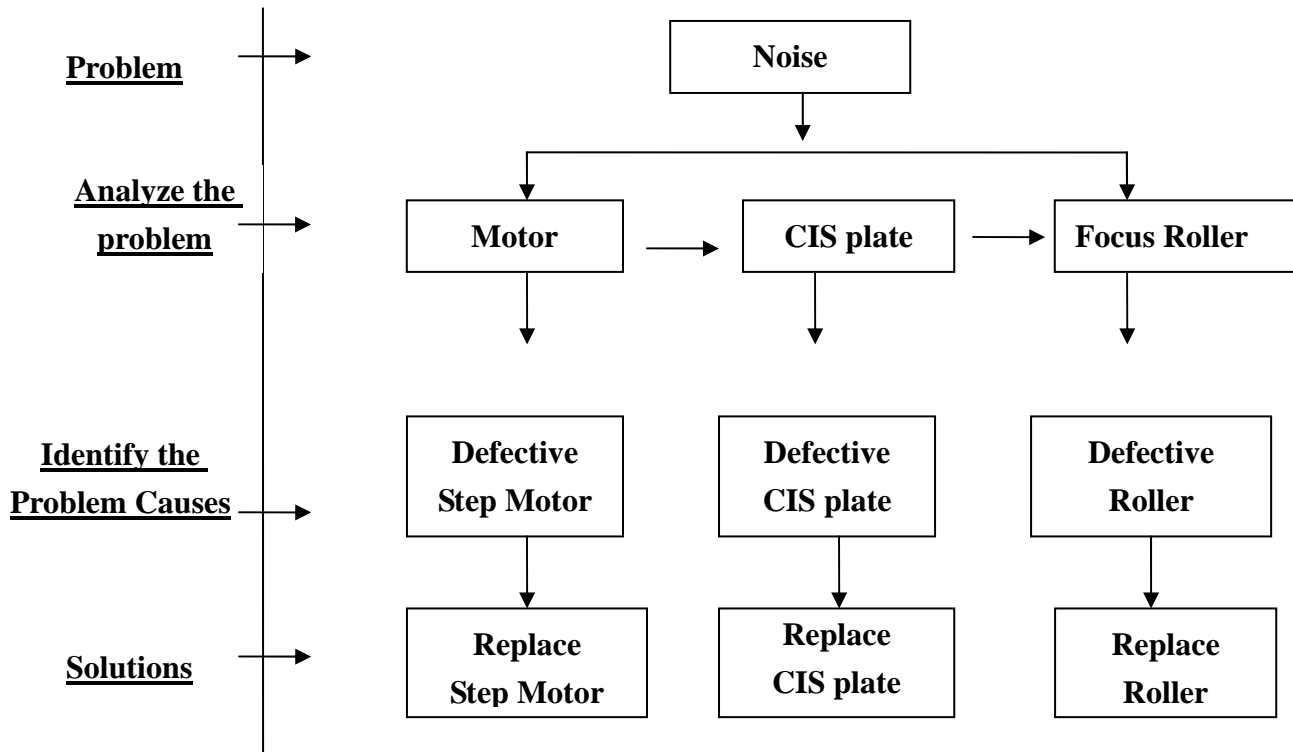 Problem
Noise
Analyze the
problem
Motor
CIS plate
Focus Roller
Identify the
Problem Causes
Defective
Step Motor
Defective
CIS plate
Defective
Roller
Solutions
Replace
Step Motor
Replace
CIS plate
Replace
Roller